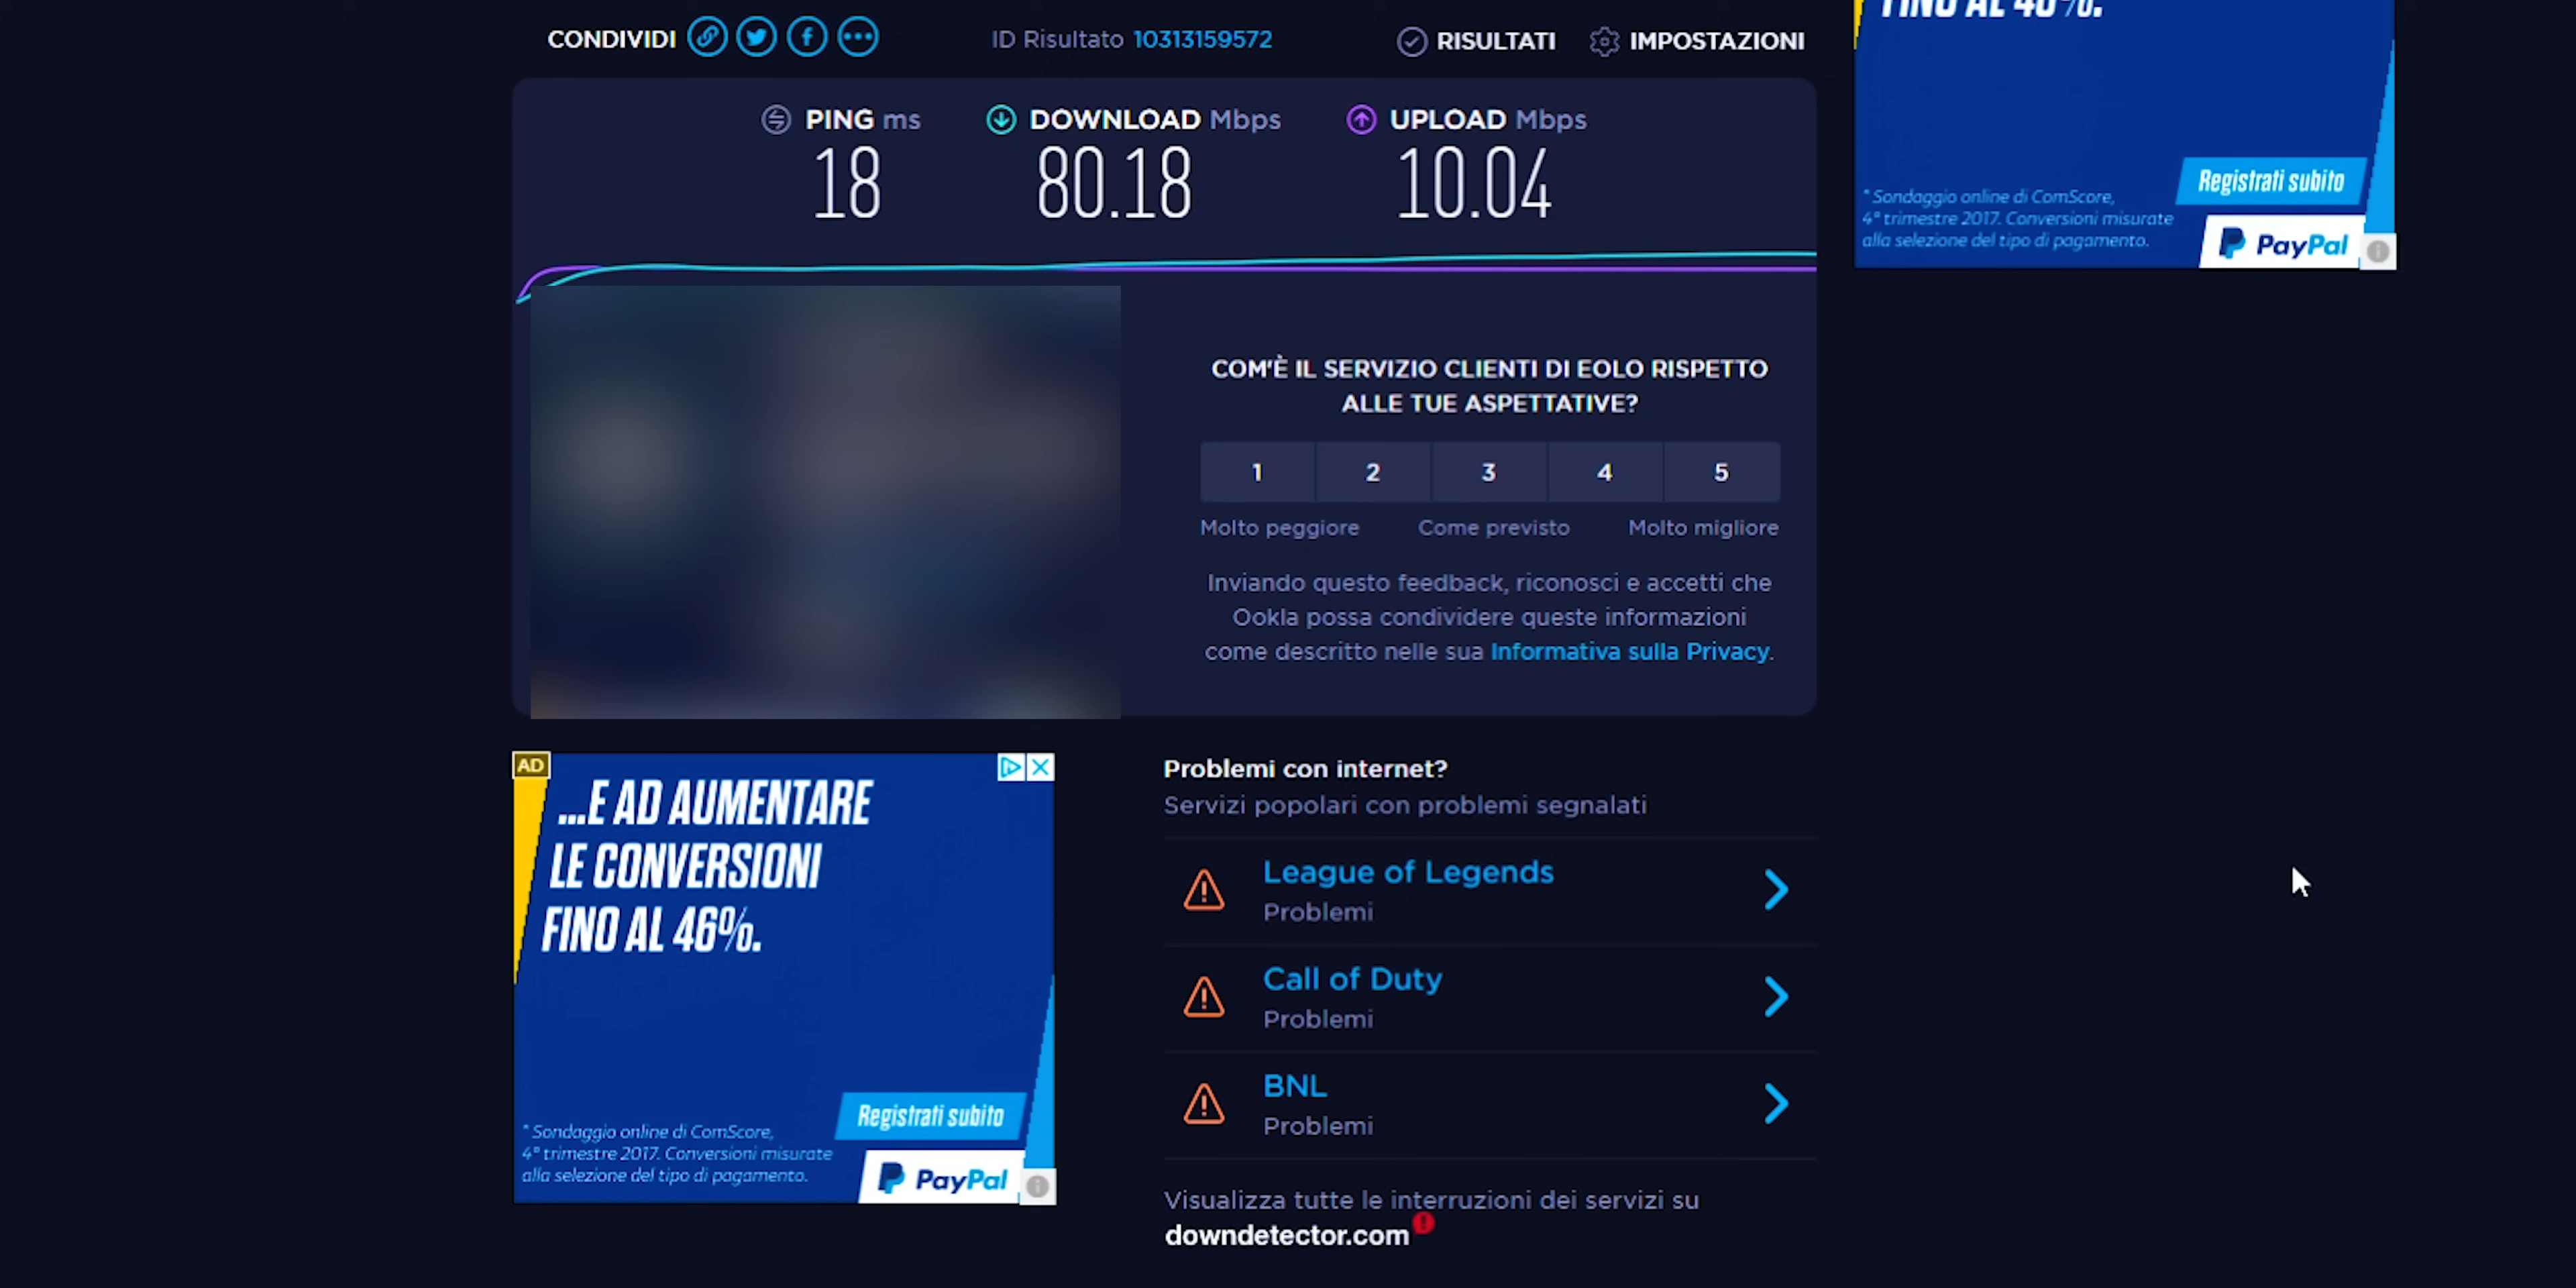 CONDIVIDI
ID Risultato 10313159572
RISULTATI
IMPOSTAZIONI
PING ms
18
DOWNLOAD Mbps
80.18
UPLOAD Mbps
10.04
Registrati subito
* Sondaggio online di ComScore,
4° trimestre 2017. Conversioni misurate
alla selezione del tipo di pagamento.
PayPal
COM'È IL SERVIZIO CLIENTI DI EOLO RISPETTO
ALLE TUE ASPETTATIVE?
1 2 3 4 5
Molto peggiore Come previsto Molto migliore
Inviando questo feedback, riconosci e accetti che
Ookla possa condividere queste informazioni
come descritto nelle sua Informativa sulla Privacy.
AD
...E AD AUMENTARE
LE CONVERSIONI
FINO AL 46%.
Registrati subito
* Sondaggio online di ComScore,
4° trimestre 2017. Conversioni misurate
alla selezione del tipo di pagamento.
PayPal
Problemi con internet?
Servizi popolari con problemi segnalati
League of Legends
Problemi
Call of Duty
Problemi
BNL
Problemi
Visualizza tutte le interruzioni dei servizi su
downdetector.com